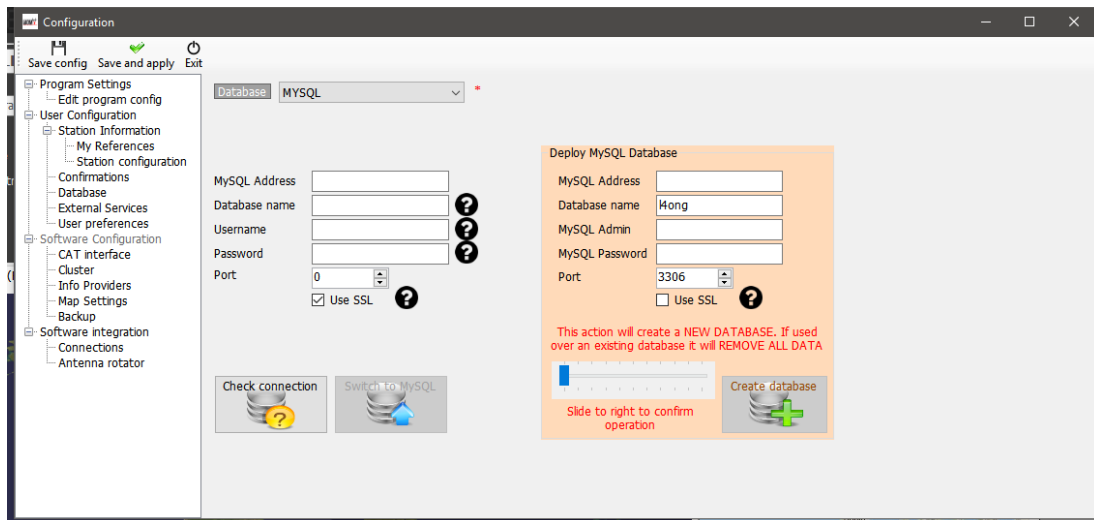 Configuration
Save config Save and apply Exit
Program Settings
Edit program config
User Configuration
Station Information
My References
Station configuration
Confirmations
Database
External Services
User preferences
Software Configuration
CAT interface
Cluster
Info Providers
Map Settings
Backup
Software integration
Connections
Antenna rotator
Database MYSQL *
MySQL Address
Database name ?
Username ?
Password ?
Port 0
Use SSL ?
Check connection
Switch to MySQL
Deploy MySQL Database
MySQL Address
Database name l4ong
MySQL Admin
MySQL Password
Port 3306
Use SSL ?
This action will create a NEW DATABASE. If used
over an existing database it will REMOVE ALL DATA
Slide to right to confirm
operation
Create database